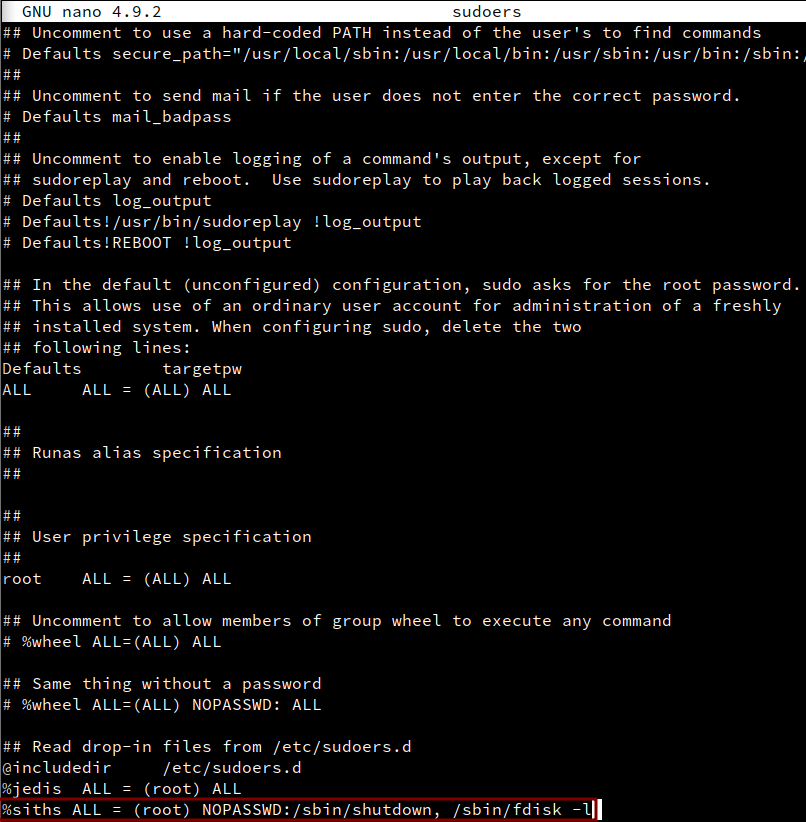 GNU nano 4.9.2 sudoers
## Uncomment to use a hard-coded PATH instead of the user's to find commands
# Defaults secure_path="/usr/local/sbin:/usr/local/bin:/usr/sbin:/usr/bin:/sbin:/
##
## Uncomment to send mail if the user does not enter the correct password.
# Defaults mail_badpass
##
## Uncomment to enable logging of a command's output, except for
## sudoreplay and reboot.  Use sudoreplay to play back logged sessions.
# Defaults log_output
# Defaults!/usr/bin/sudoreplay !log_output
# Defaults!REBOOT !log_output
## In the default (unconfigured) configuration, sudo asks for the root password.
## This allows use of an ordinary user account for administration of a freshly
## installed system. When configuring sudo, delete the two
## following lines:
Defaults        targetpw
ALL     ALL = (ALL) ALL
##
## Runas alias specification
##
##
## User privilege specification
##
root    ALL = (ALL) ALL
## Uncomment to allow members of group wheel to execute any command
# %wheel ALL=(ALL) ALL
## Same thing without a password
# %wheel ALL=(ALL) NOPASSWD: ALL
## Read drop-in files from /etc/sudoers.d
@includedir     /etc/sudoers.d
%jedis  ALL = (root) ALL
%siths ALL = (root) NOPASSWD:/sbin/shutdown, /sbin/fdisk -l